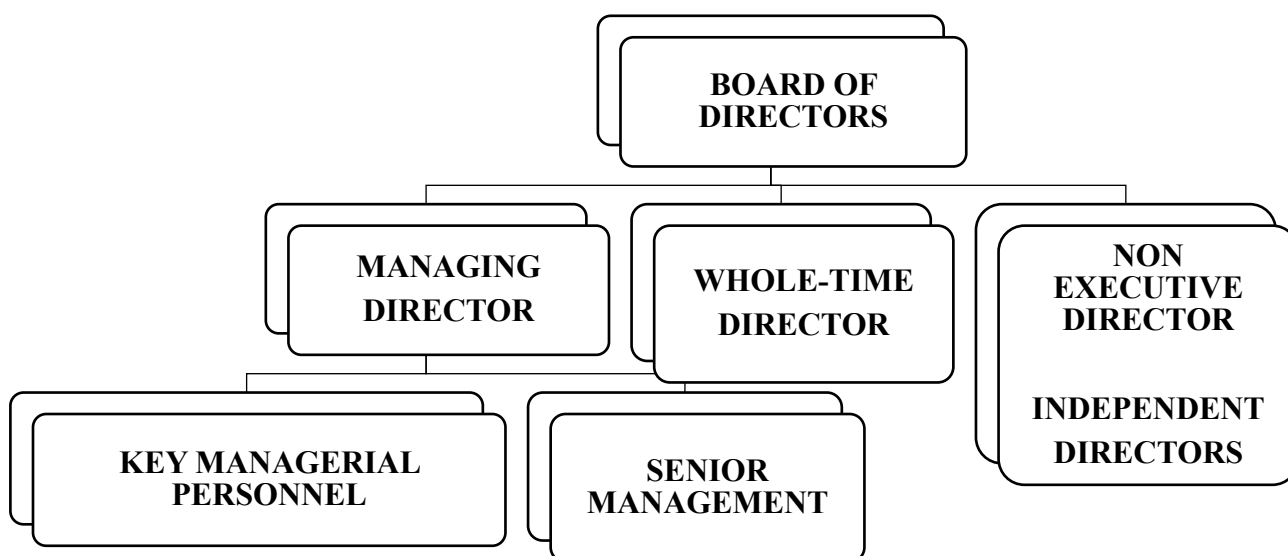 BOARD OF
DIRECTORS
MANAGING
DIRECTOR
WHOLE-TIME
DIRECTOR
NON
EXECUTIVE
DIRECTOR
INDEPENDENT
DIRECTORS
KEY MANAGERIAL
PERSONNEL
SENIOR
MANAGEMENT